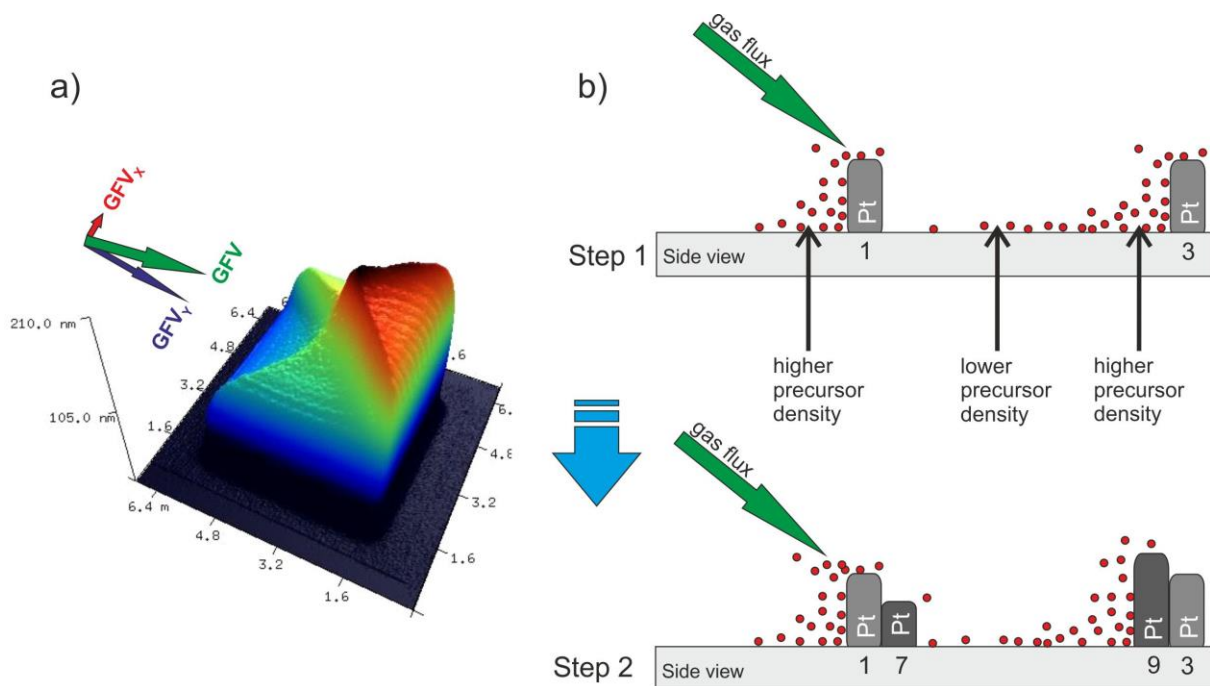 a)
GFVX
GFV
GFVY
210.0 nm
105.0 nm
6.4
4.8
3.2
1.6
6.4 m
4.8
3.2
1.6
.6
6.
4.8
3.2
1.6
b)
gas flux
Pt
Pt
Step 1
Side view
1
3
higher
precursor
density
lower
precursor
density
higher
precursor
density
gas flux
Pt
Pt
Pt
Pt
Step 2
Side view
1
7
9
3